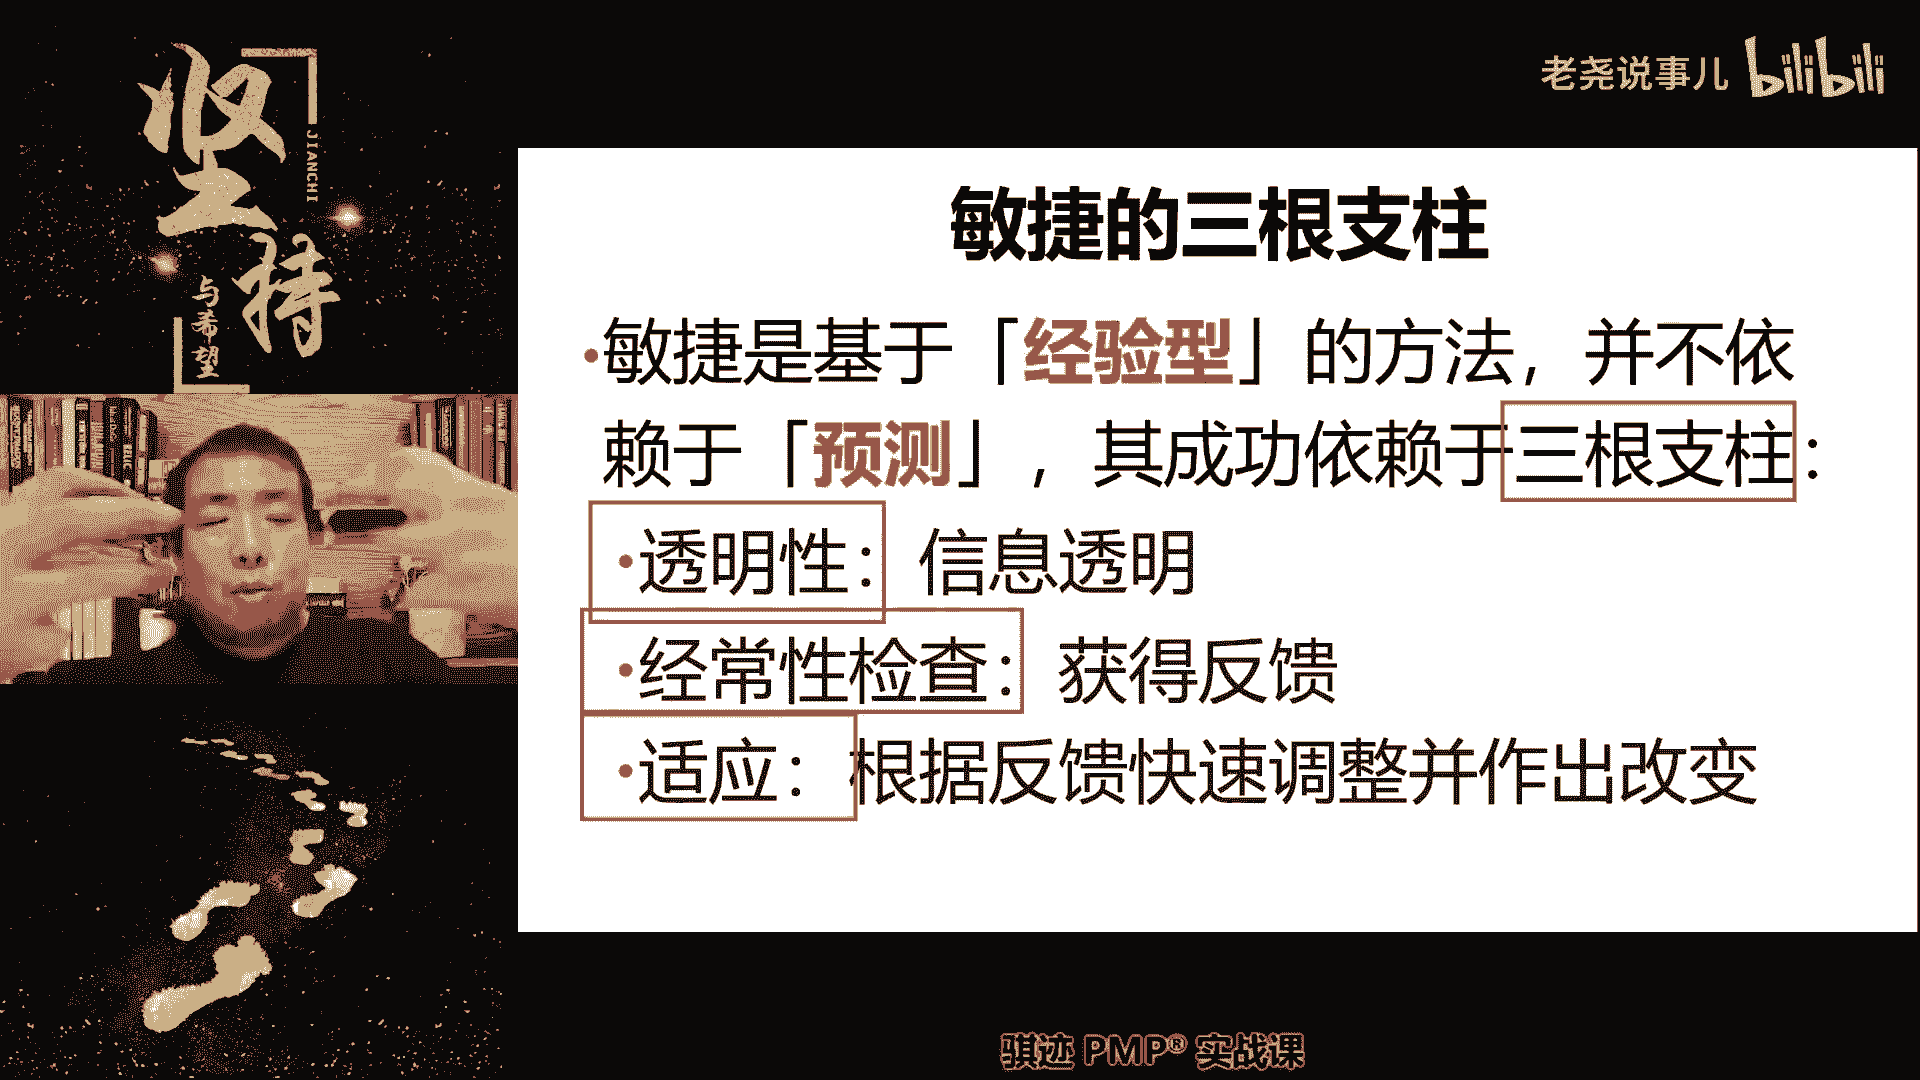 坚持
JIANCHI
与希望
老尧说事儿 bilibili
敏捷的三根支柱
•敏捷是基于「经验型」的方法，并不依
赖于「预测」，其成功依赖于三根支柱：
•透明性：信息透明
•经常性检查：获得反馈
•适应：根据反馈快速调整并作出改变
骐迹 PMP® 实战课